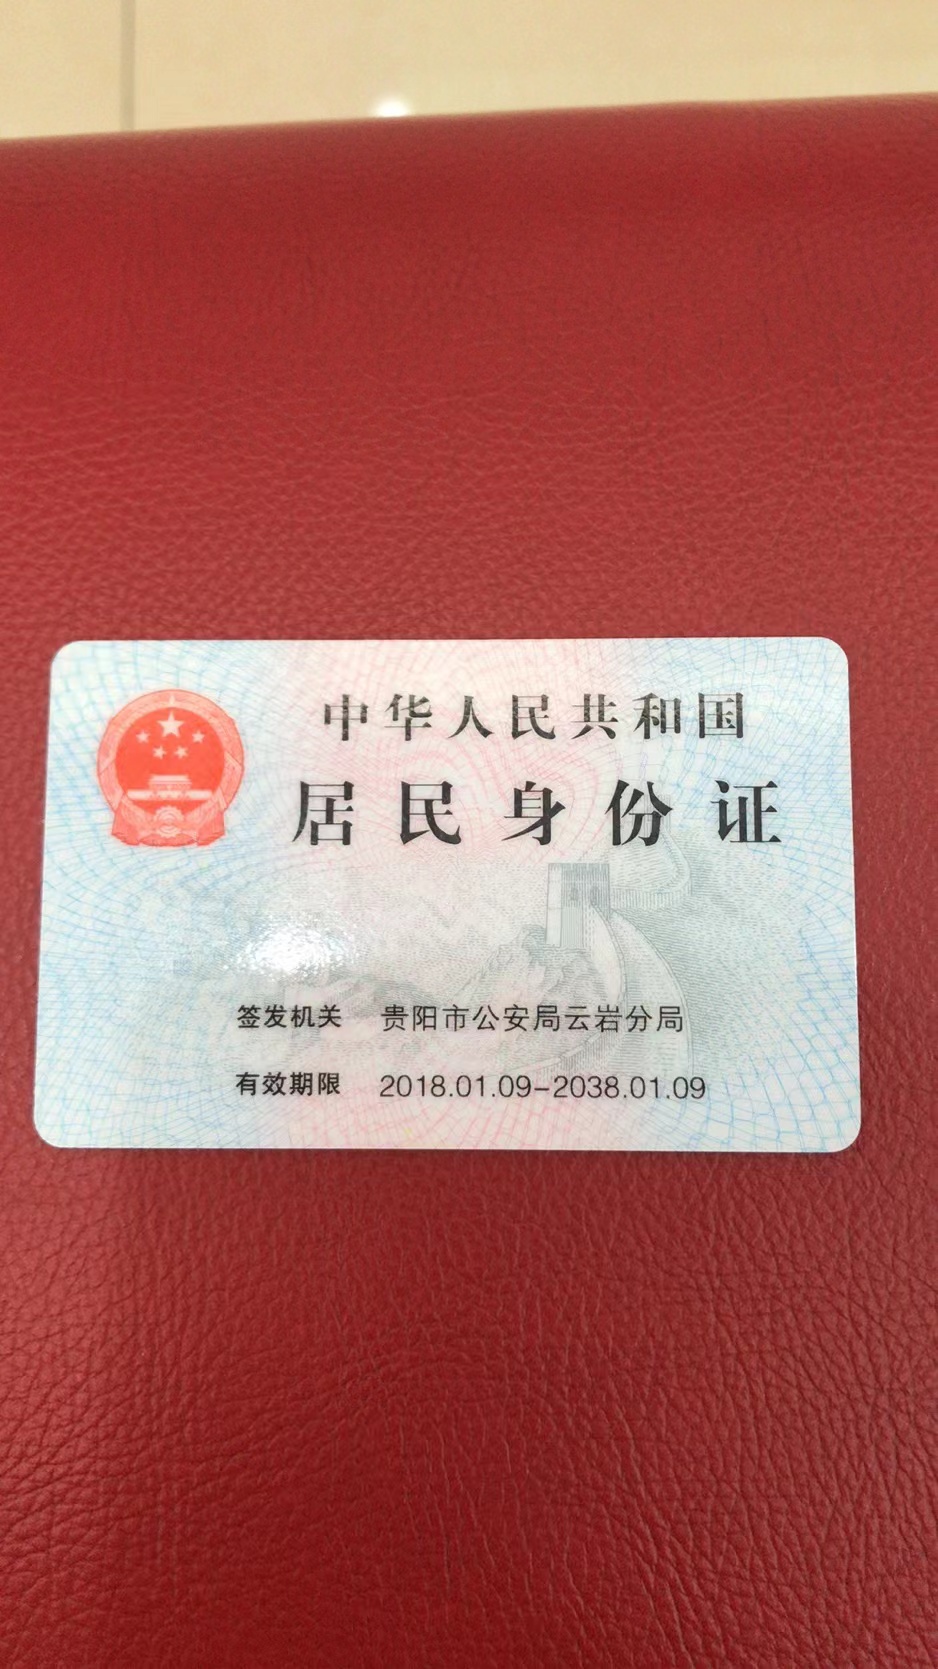 中华人民共和国
居民身份证
签发机关 贵阳市公安局云岩分局
有效期限 2018.01.09-2038.01.09